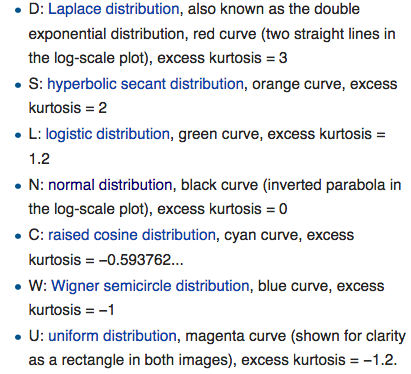 • D: Laplace distribution, also known as the double
exponential distribution, red curve (two straight lines in
the log-scale plot), excess kurtosis = 3
• S: hyperbolic secant distribution, orange curve, excess
kurtosis = 2
• L: logistic distribution, green curve, excess kurtosis =
1.2
• N: normal distribution, black curve (inverted parabola in
the log-scale plot), excess kurtosis = 0
• C: raised cosine distribution, cyan curve, excess
kurtosis = −0.593762...
• W: Wigner semicircle distribution, blue curve, excess
kurtosis = −1
• U: uniform distribution, magenta curve (shown for clarity
as a rectangle in both images), excess kurtosis = −1.2.